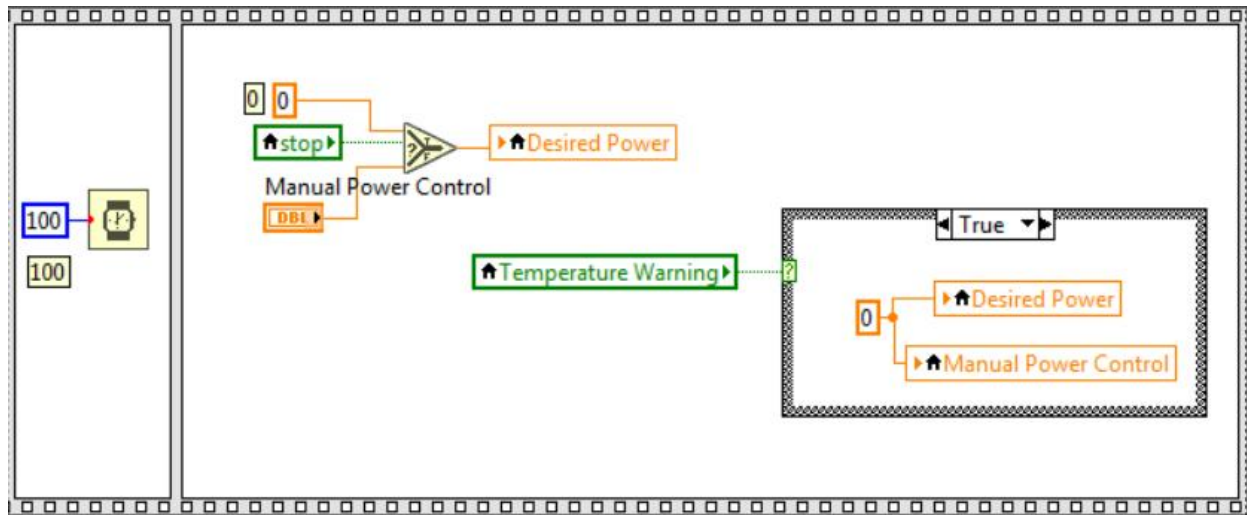 0 0
stop
Desired Power
?
T
F
Manual Power Control
DBL
100
100
True
Temperature Warning
?
Desired Power
0
Manual Power Control